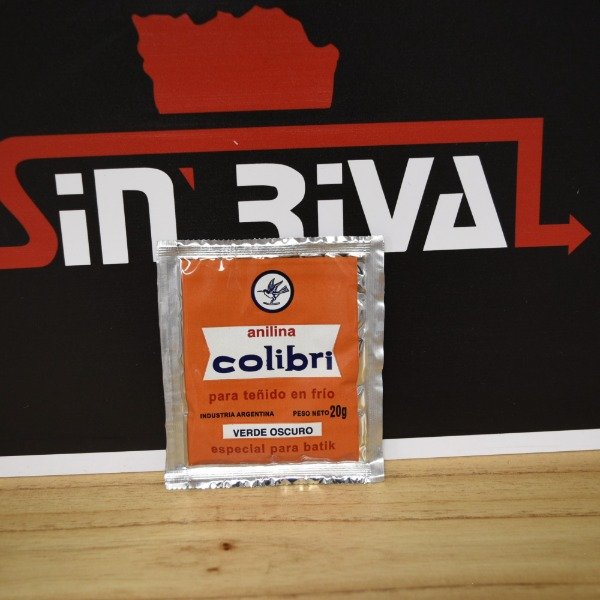 SiN' RiVAL
anilina
colibri
para teñido en frío
INDUSTRIA ARGENTINA PESO NETO 20g
VERDE OSCURO
especial para batik